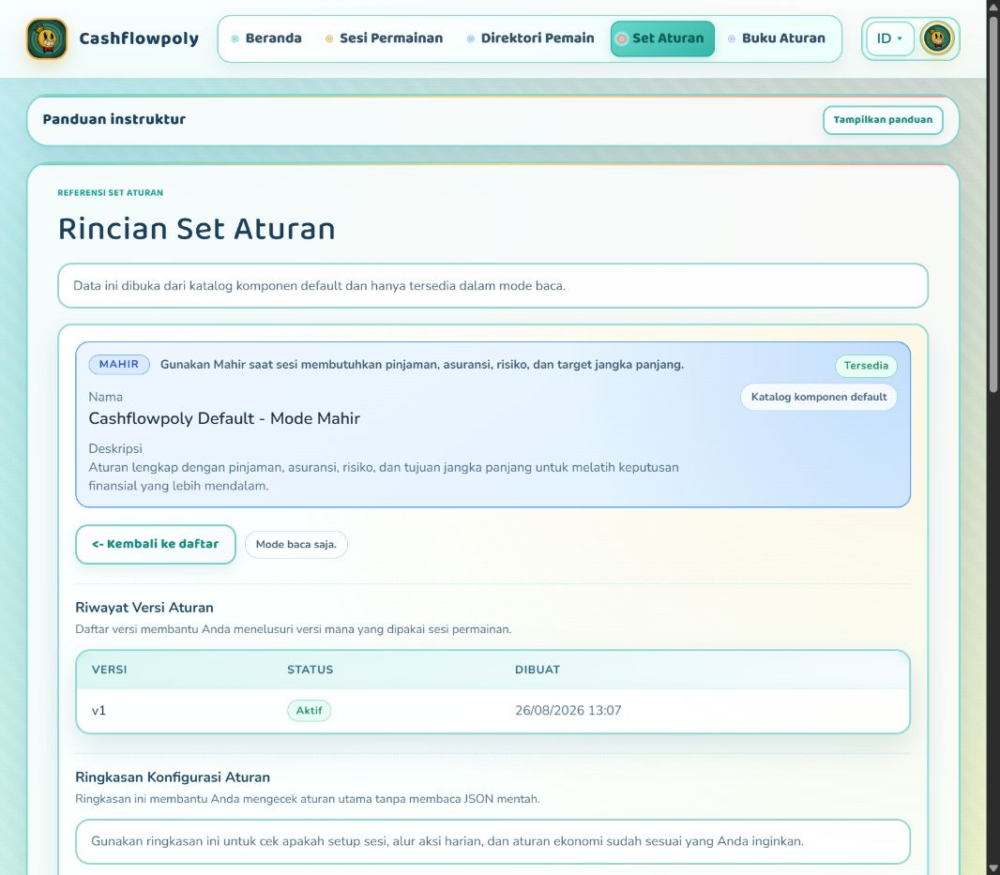 Cashflowpoly
Beranda
Sesi Permainan
Direktori Pemain
Set Aturan
Buku Aturan
ID
Panduan instruktur
Tampilkan panduan
REFERENSI SET ATURAN
Rincian Set Aturan
Data ini dibuka dari katalog komponen default dan hanya tersedia dalam mode baca.
MAHIR
Gunakan Mahir saat sesi membutuhkan pinjaman, asuransi, risiko, dan target jangka panjang.
Tersedia
Katalog komponen default
Nama
Cashflowpoly Default - Mode Mahir
Deskripsi
Aturan lengkap dengan pinjaman, asuransi, risiko, dan tujuan jangka panjang untuk melatih keputusan
finansial yang lebih mendalam.
<- Kembali ke daftar
Mode baca saja.
Riwayat Versi Aturan
Daftar versi membantu Anda menelusuri versi mana yang dipakai sesi permainan.
VERSI STATUS DIBUAT
v1 Aktif 26/08/2026 13:07
Ringkasan Konfigurasi Aturan
Ringkasan ini membantu Anda mengecek aturan utama tanpa membaca JSON mentah.
Gunakan ringkasan ini untuk cek apakah setup sesi, alur aksi harian, dan aturan ekonomi sudah sesuai yang Anda inginkan.